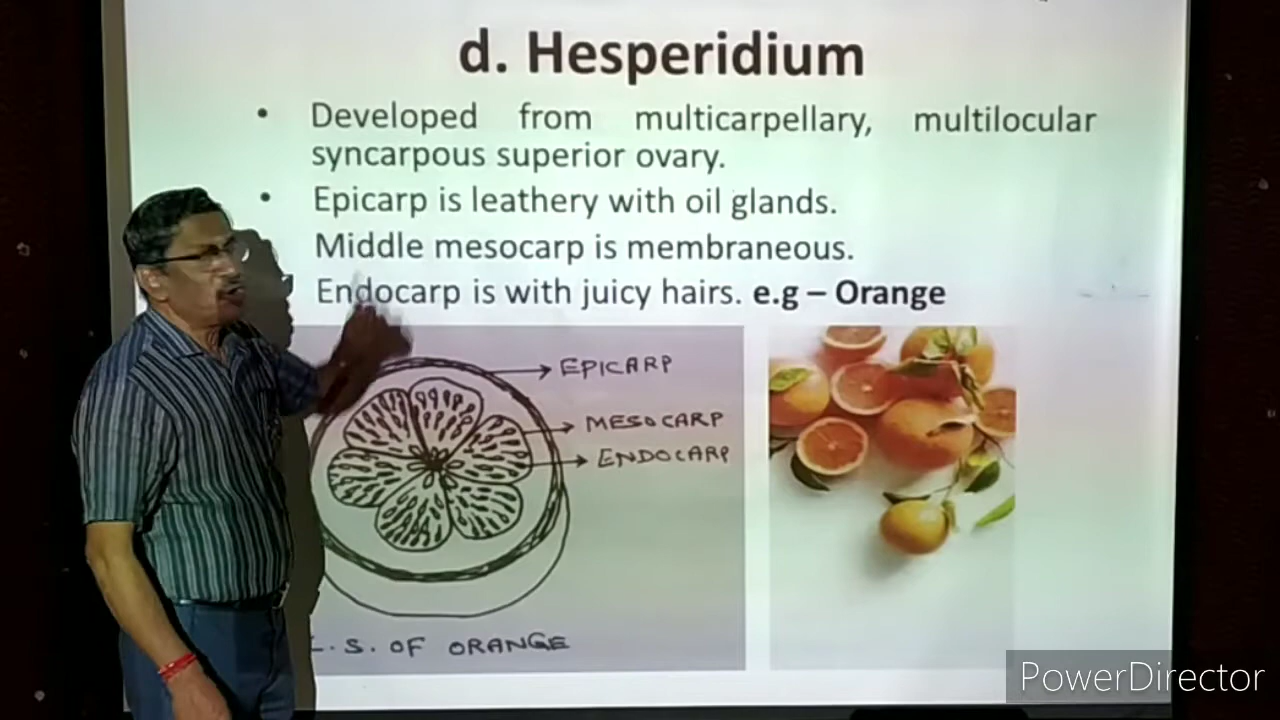 d. Hesperidium
• Developed from multicarpellary, multilocular
syncarpous superior ovary.
• Epicarp is leathery with oil glands.
Middle mesocarp is membraneous.
Endocarp is with juicy hairs. e.g – Orange
EPICARP
MESOCARP
ENDOCARP
L.S. OF ORANGE
PowerDirector